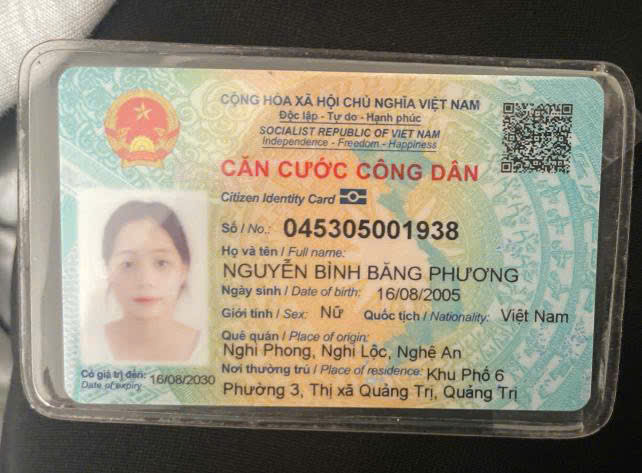 CỘNG HÒA XÃ HỘI CHỦ NGHĨA VIỆT NAM
Độc lập - Tự do - Hạnh phúc
SOCIALIST REPUBLIC OF VIET NAM
Independence - Freedom - Happiness
CĂN CƯỚC CÔNG DÂN
Citizen Identity Card
Số / No.: 045305001938
Họ và tên / Full name:
NGUYỄN BÌNH BĂNG PHƯƠNG
Ngày sinh / Date of birth: 16/08/2005
Giới tính / Sex: Nữ Quốc tịch / Nationality: Việt Nam
Quê quán / Place of origin:
Nghi Phong, Nghi Lộc, Nghệ An
Nơi thường trú / Place of residence: Khu Phố 6
Phường 3, Thị xã Quảng Trị, Quảng Trị
Có giá trị đến: 16/08/2030
Date of expiry